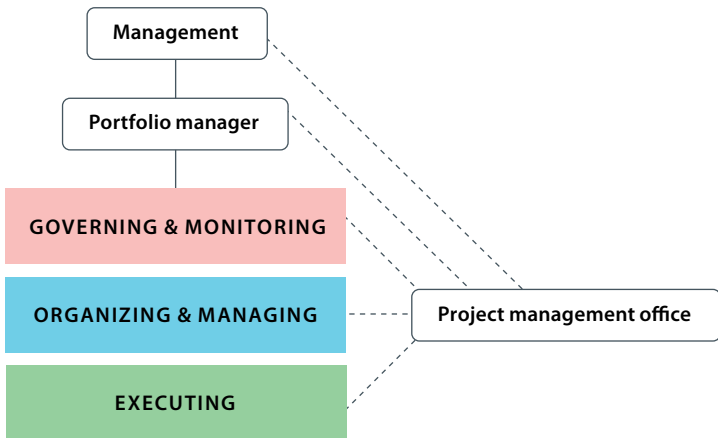 Management
Portfolio manager
GOVERNING & MONITORING
ORGANIZING & MANAGING
Project management office
EXECUTING